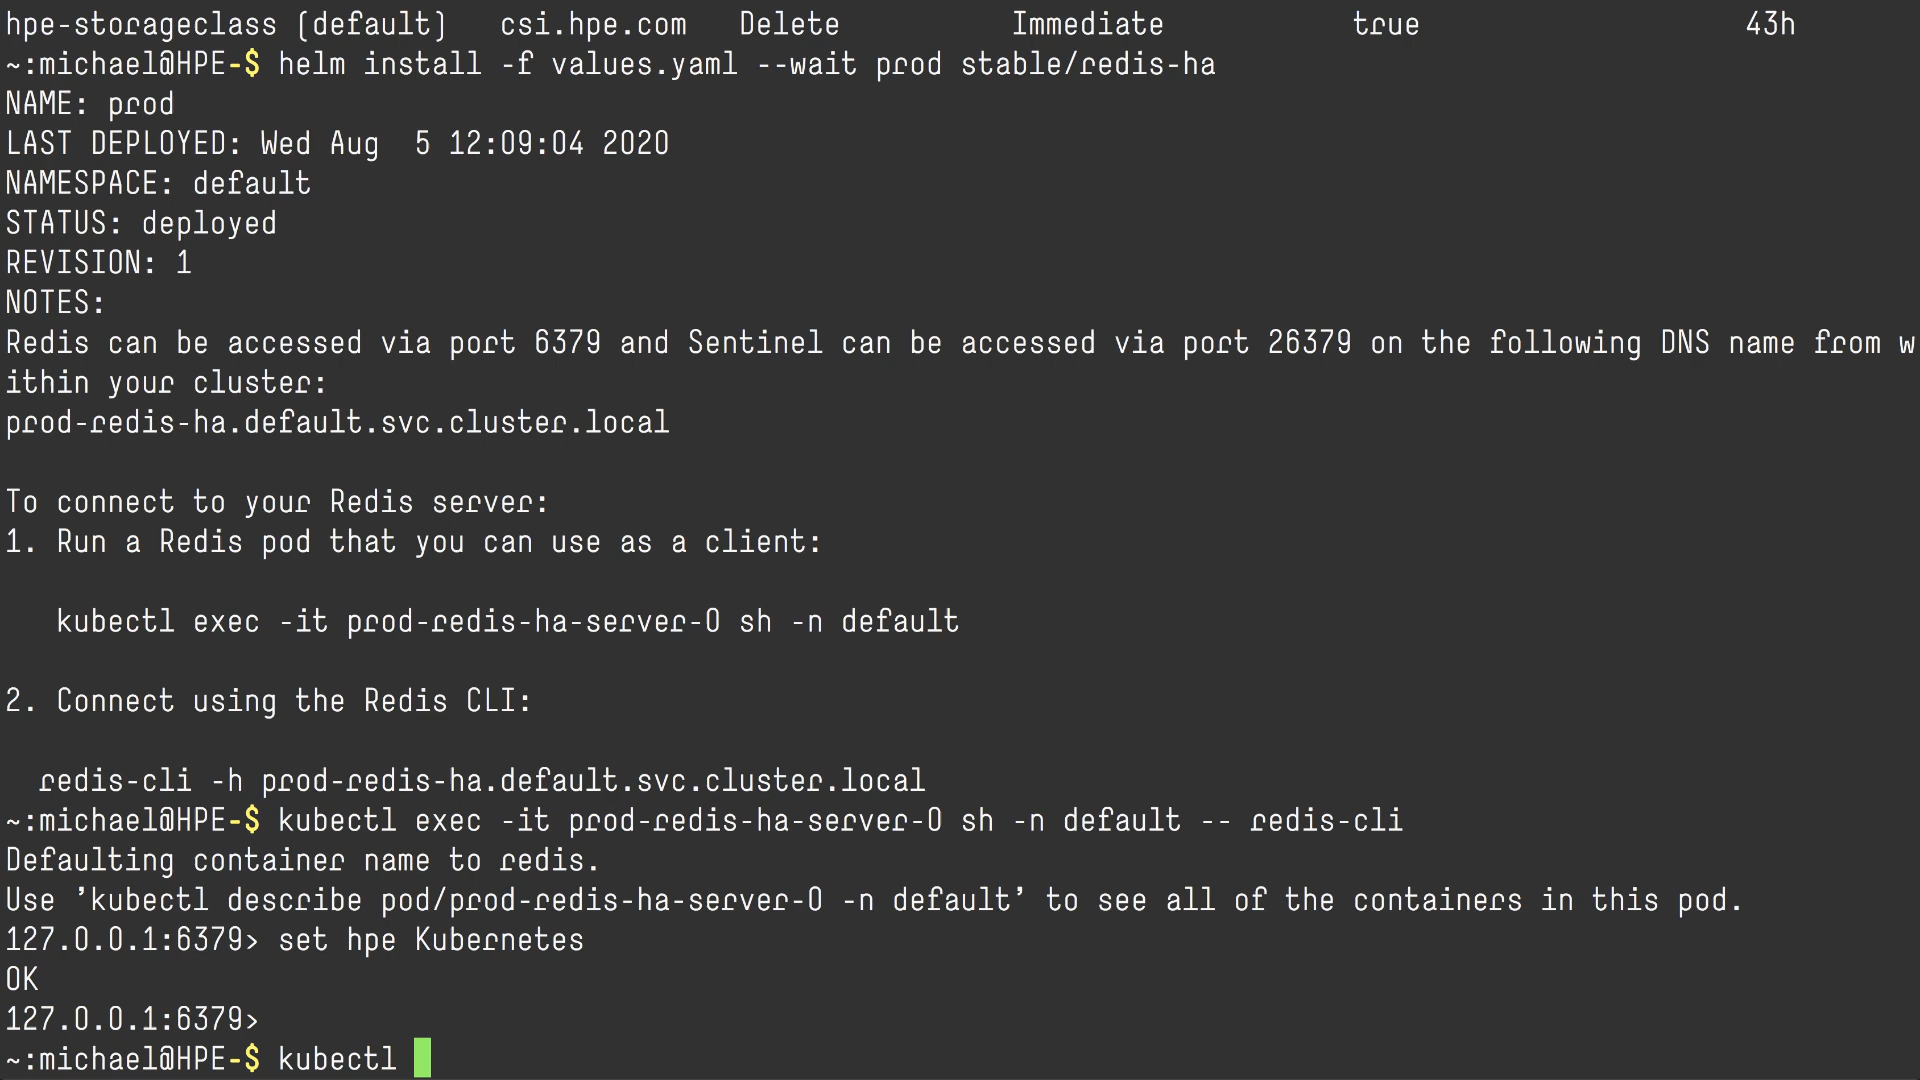 hpe-storageclass (default)   csi.hpe.com   Delete          Immediate           true                   43h
~:michael@HPE-$ helm install -f values.yaml --wait prod stable/redis-ha
NAME: prod
LAST DEPLOYED: Wed Aug  5 12:09:04 2020
NAMESPACE: default
STATUS: deployed
REVISION: 1
NOTES:
Redis can be accessed via port 6379 and Sentinel can be accessed via port 26379 on the following DNS name from w
ithin your cluster:
prod-redis-ha.default.svc.cluster.local

To connect to your Redis server:
1. Run a Redis pod that you can use as a client:

   kubectl exec -it prod-redis-ha-server-0 sh -n default

2. Connect using the Redis CLI:

  redis-cli -h prod-redis-ha.default.svc.cluster.local
~:michael@HPE-$ kubectl exec -it prod-redis-ha-server-0 sh -n default -- redis-cli
Defaulting container name to redis.
Use 'kubectl describe pod/prod-redis-ha-server-0 -n default' to see all of the containers in this pod.
127.0.0.1:6379> set hpe Kubernetes
OK
127.0.0.1:6379>
~:michael@HPE-$ kubectl